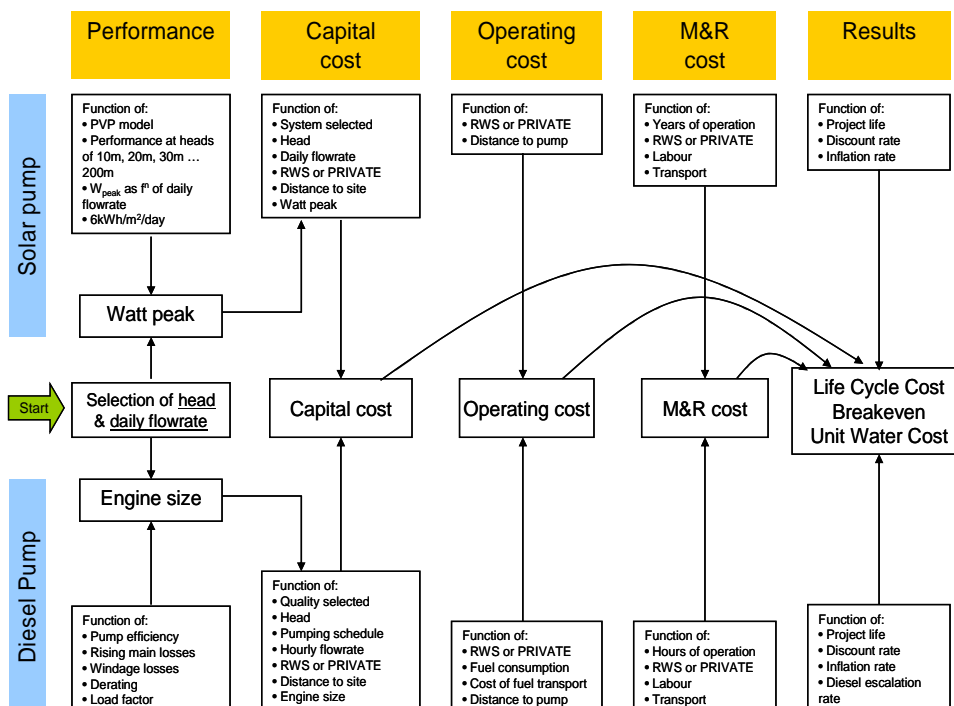 Performance
Capital
cost
Operating
cost
M&R
cost
Results
Solar pump
Function of:
• PVP model
• Performance at heads
of 10m, 20m, 30m …
200m
• Wpeak as fⁿ of daily
flowrate
• 6kWh/m²/day
Function of:
• System selected
• Head
• Daily flowrate
• RWS or PRIVATE
• Distance to site
• Watt peak
Function of:
• RWS or PRIVATE
• Distance to pump
Function of:
• Years of operation
• RWS or PRIVATE
• Labour
• Transport
Function of:
• Project life
• Discount rate
• Inflation rate
Watt peak
Start
Selection of head
& daily flowrate
Capital cost
Operating cost
M&R cost
Life Cycle Cost
Breakeven
Unit Water Cost
Diesel Pump
Engine size
Function of:
• Pump efficiency
• Rising main losses
• Windage losses
• Derating
• Load factor
Function of:
• Quality selected
• Head
• Pumping schedule
• Hourly flowrate
• RWS or PRIVATE
• Distance to site
• Engine size
Function of:
• RWS or PRIVATE
• Fuel consumption
• Cost of fuel transport
• Distance to pump
Function of:
• Hours of operation
• RWS or PRIVATE
• Labour
• Transport
Function of:
• Project life
• Discount rate
• Inflation rate
• Diesel escalation
rate